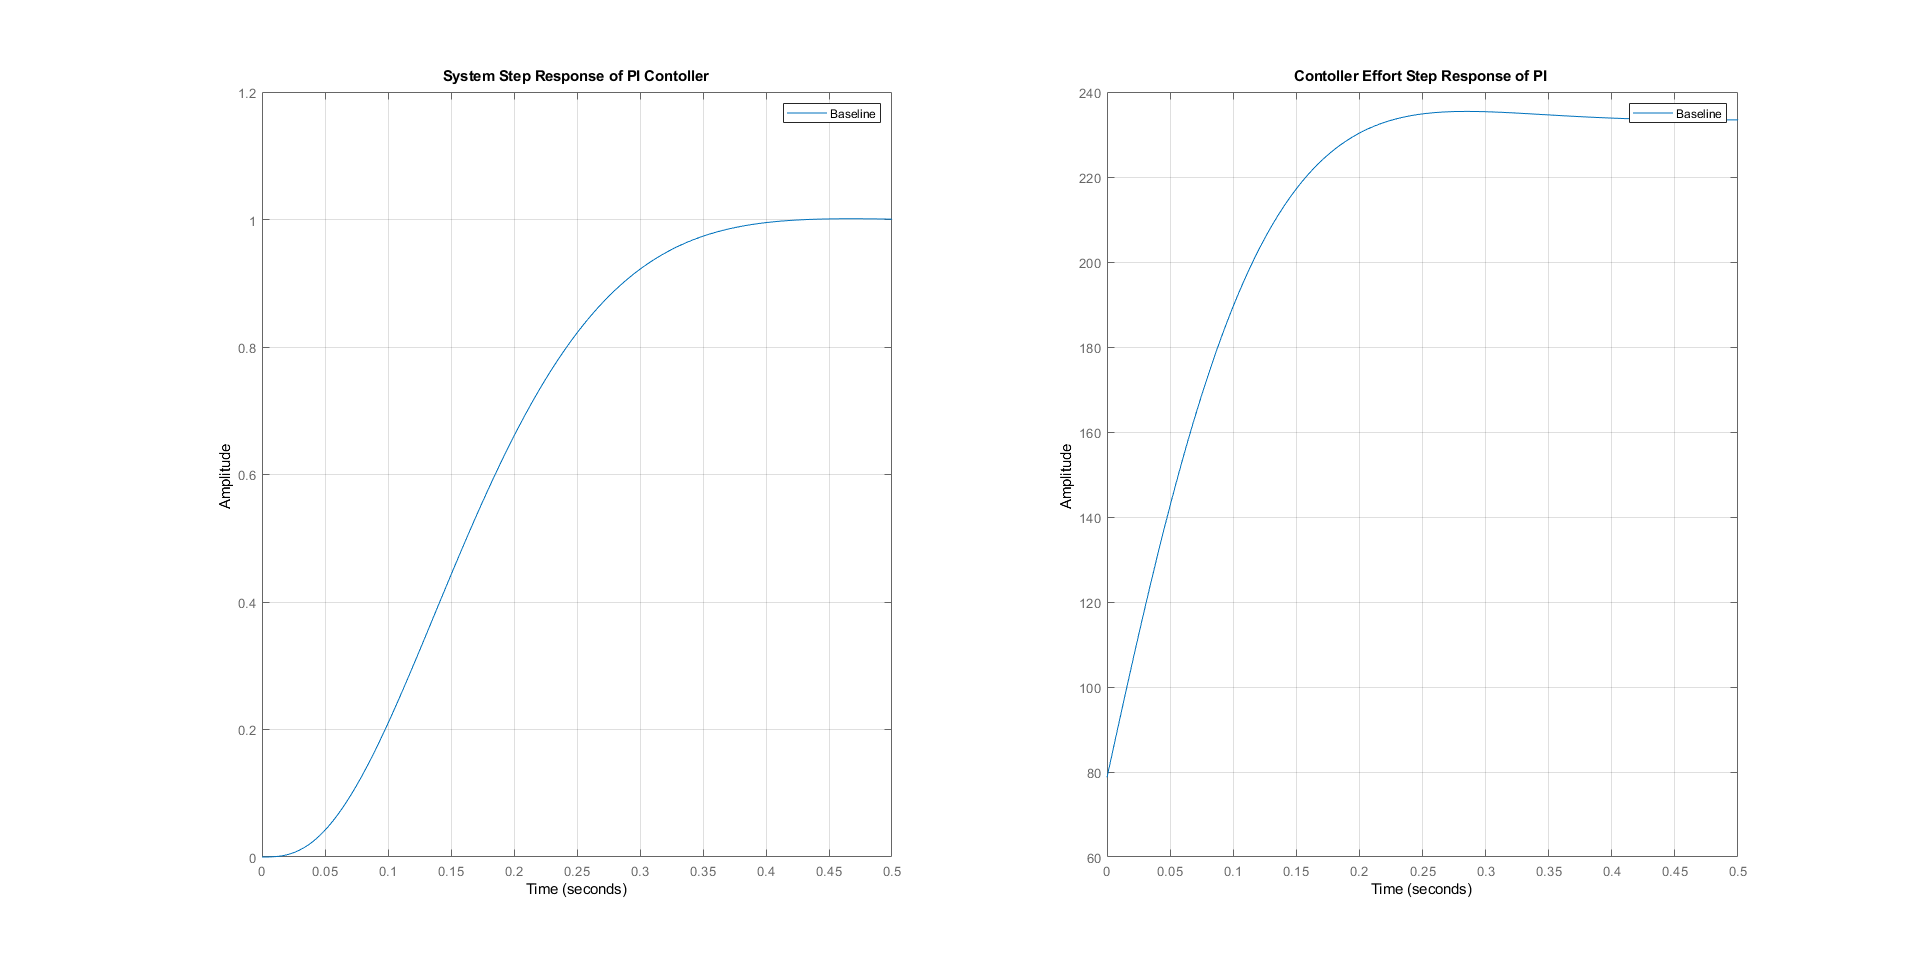 System Step Response of PI Contoller
Baseline
Amplitude
1.2
1
0.8
0.6
0.4
0.2
0
0 0.05 0.1 0.15 0.2 0.25 0.3 0.35 0.4 0.45 0.5
Time (seconds)
Contoller Effort Step Response of PI
Baseline
Amplitude
240
220
200
180
160
140
120
100
80
60
0 0.05 0.1 0.15 0.2 0.25 0.3 0.35 0.4 0.45 0.5
Time (seconds)